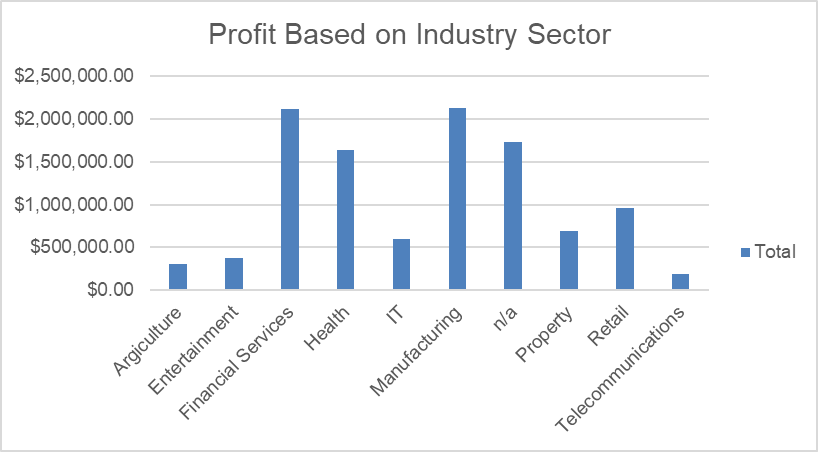 Profit Based on Industry Sector
$2,500,000.00
$2,000,000.00
$1,500,000.00
$1,000,000.00
$500,000.00
$0.00
Argiculture
Entertainment
Financial Services
Health
IT
Manufacturing
n/a
Property
Retail
Telecommunications
Total